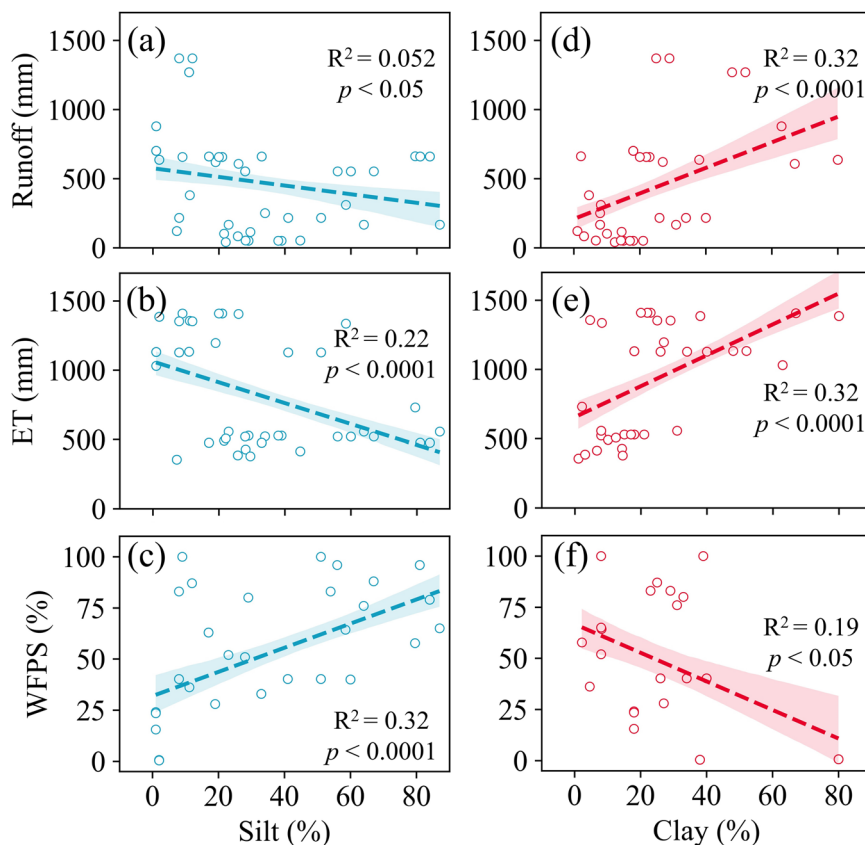 (a)
R² = 0.052
p < 0.05
Runoff (mm)
1500
1000
500
0
(d)
R² = 0.32
p < 0.0001
1500
1000
500
0
(b)
R² = 0.22
p < 0.0001
ET (mm)
1500
1000
500
0
(e)
R² = 0.32
p < 0.0001
1500
1000
500
0
(c)
R² = 0.32
p < 0.0001
WFPS (%)
100
75
50
25
0
0 20 40 60 80
Silt (%)
(f)
R² = 0.19
p < 0.05
100
75
50
25
0
0 20 40 60 80
Clay (%)